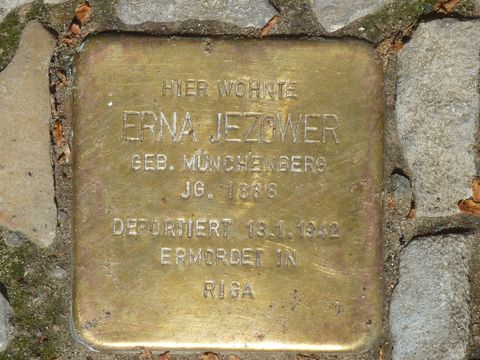 HIER WOHNTE
ERNA JEZOWER
GEB. MÜNCHENBERG
JG. 1888
DEPORTIERT 13.1.1942
ERMORDET IN
RIGA